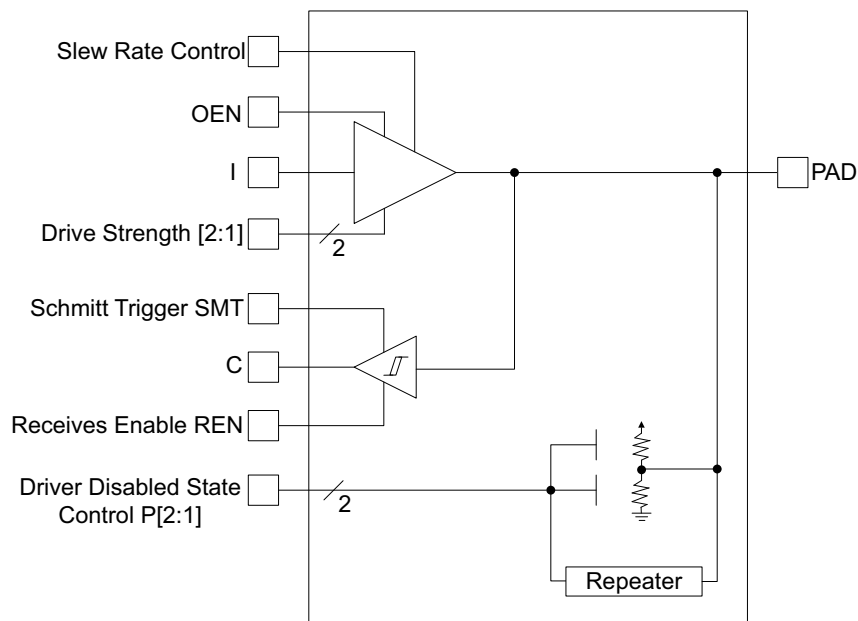 Slew Rate Control
OEN
I
PAD
Drive Strength [2:1]
2
Schmitt Trigger SMT
C
Receives Enable REN
Driver Disabled State
Control P[2:1]
2
Repeater